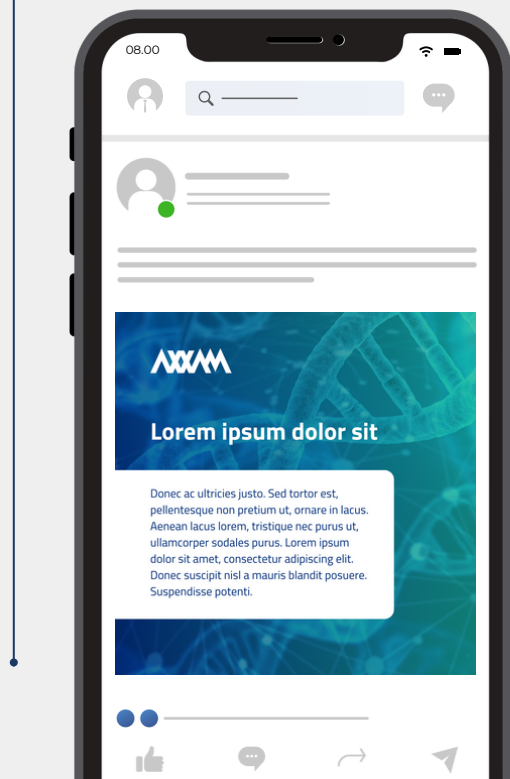 08.00
AXXAM
Lorem ipsum dolor sit
Donec ac ultricies justo. Sed tortor est,
pellentesque non pretium ut, ornare in lacus.
Aenean lacus lorem, tristique nec purus ut,
ullamcorper sodales purus. Lorem ipsum
dolor sit amet, consectetur adipiscing elit.
Donec suscipit nisl a mauris blandit posuere.
Suspendisse potenti.